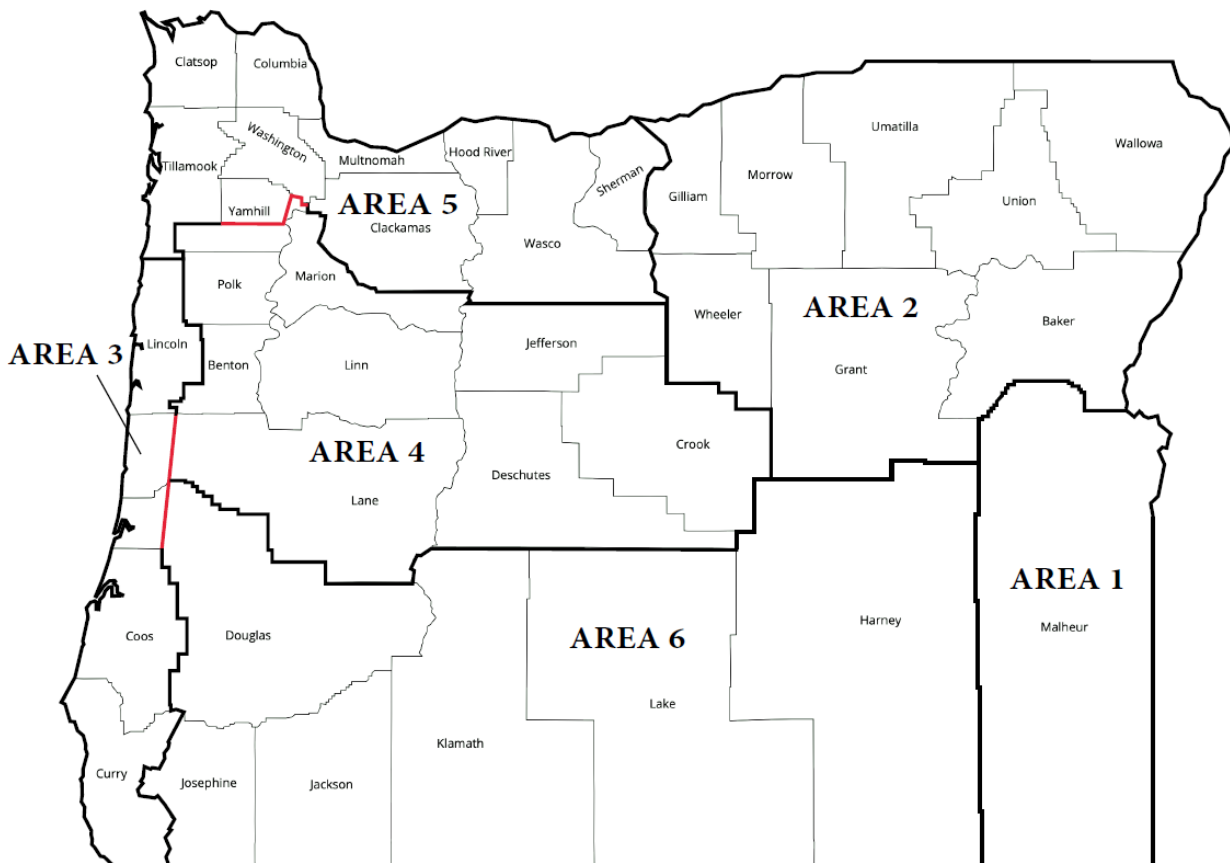 Clatsop
Columbia
Washington
Tillamook
Multnomah
Hood River
Sherman
Gilliam
Morrow
Umatilla
Wallowa
Union
Yamhill
AREA 5
Clackamas
Wasco
Marion
Polk
Wheeler
AREA 2
Baker
Lincoln
AREA 3
Benton
Linn
Jefferson
Grant
AREA 4
Crook
Lane
Deschutes
AREA 1
Malheur
Coos
Douglas
AREA 6
Harney
Lake
Klamath
Curry
Josephine
Jackson